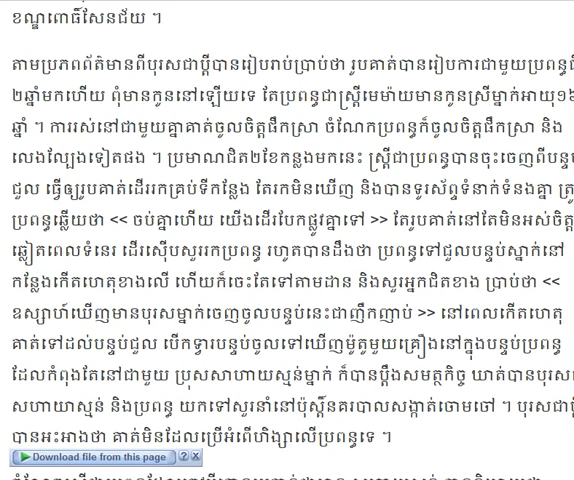 ខណ្ឌពោធិ៍សែនជ័យ ។
តាមប្រភពព័ត៌មានពីបុរសជាប្ដីបានរៀបរាប់ប្រាប់ថា រូបគាត់បានរៀបការជាមួយប្រពន្ធជិ
២ឆ្នាំមកហើយ ពុំមានកូននៅឡើយទេ តែប្រពន្ធជាស្រ្តីមេម៉ាយមានកូនស្រីម្នាក់អាយុ១៦
ឆ្នាំ ។ ការរស់នៅជាមួយគ្នាគាត់ចូលចិត្តផឹកស្រា ចំណែកប្រពន្ធក៏ចូលចិត្តផឹកស្រា និង
លេងល្បែងទៀតផង ។ ប្រមាណជិត២ខែកន្លងមកនេះ ស្រ្តីជាប្រពន្ធបានចុះចេញពីបន្ទប់
ជួល ធ្វើឲ្យរូបគាត់ដើររកគ្រប់ទីកន្លែង តែរកមិនឃើញ និងបានទូរស័ព្ទទំនាក់ទំនងគ្នា ត្រូ
ប្រពន្ធឆ្លើយថា << ចប់គ្នាហើយ យើងដើរបែកផ្លូវគ្នាទៅ >> តែរូបគាត់នៅតែមិនអស់ចិត្ត
ឆ្លៀតពេលទំនេរ ដើរស៊ើបសួររកប្រពន្ធ រហូតបានដឹងថា ប្រពន្ធទៅជួលបន្ទប់ស្នាក់នៅ
កន្លែងកើតហេតុខាងលើ ហើយក៏ចេះតែទៅតាមដាន និងសួរអ្នកជិតខាង ប្រាប់ថា <<
ឧស្សាហ៍ឃើញមានបុរសម្នាក់ចេញចូលបន្ទប់នេះជាញឹកញាប់ >> នៅពេលកើតហេតុ
គាត់ទៅដល់បន្ទប់ជួល បើកទ្វារបន្ទប់ចូលទៅឃើញម៉ូតូមួយគ្រឿងនៅក្នុងបន្ទប់ប្រពន្ធ
ដែលកំពុងតែនៅជាមួយ ប្រុសសាហាយស្មន់ម្នាក់ ក៏បានប្ដឹងសមត្ថកិច្ច ឃាត់បានបុរស
សហាយាស្មន់ និងប្រពន្ធ យកទៅសួរនាំនៅប៉ុស្តិ៍នគរបាលសង្កាត់ចោមចៅ ។ បុរសជាប្ដី
បានអះអាងថា គាត់មិនដែលប្រើអំពើហិង្សាលើប្រពន្ធទេ ។
Download file from this page ? X